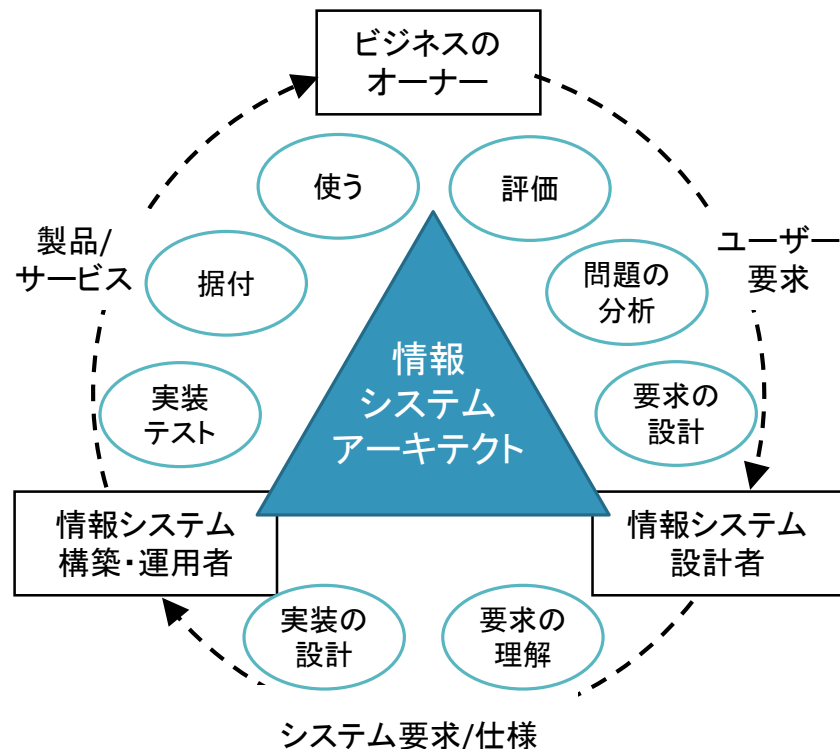 ビジネスの
オーナー
使う
評価
製品/
サービス
据付
問題の
分析
ユーザー
要求
実装
テスト
情報
システム
アーキテクト
要求の
設計
情報システム
構築・運用者
情報システム
設計者
実装の
設計
要求の
理解
システム要求/仕様